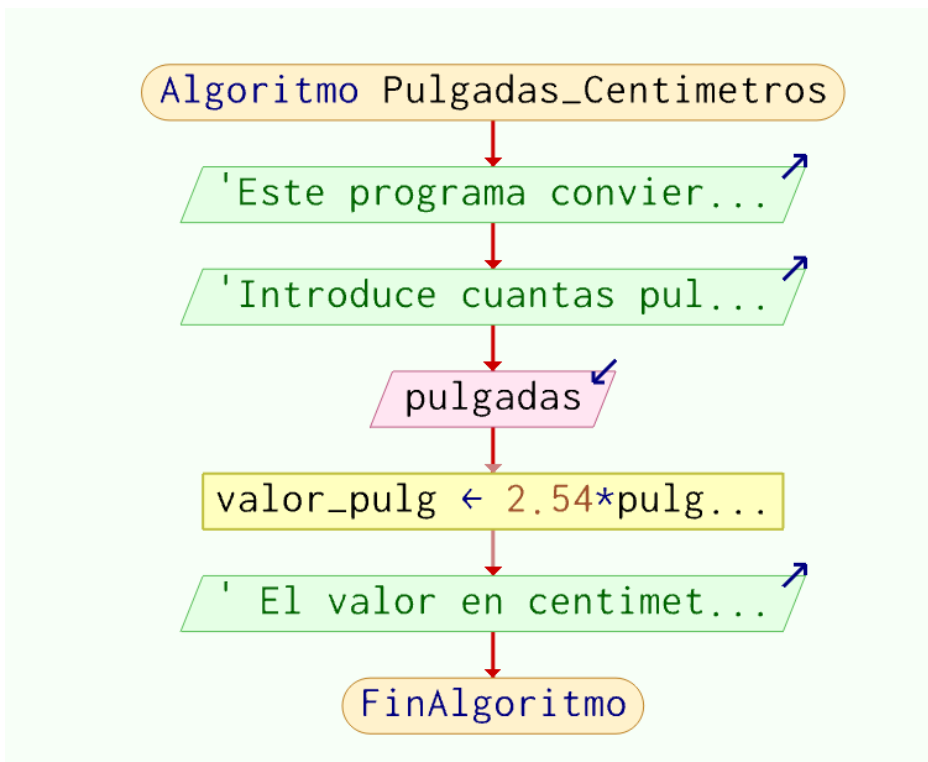 Algoritmo Pulgadas_Centimetros
'Este programa convier...
'Introduce cuantas pul...
pulgadas
valor_pulg ← 2.54*pulg...
' El valor en centimet...
FinAlgoritmo